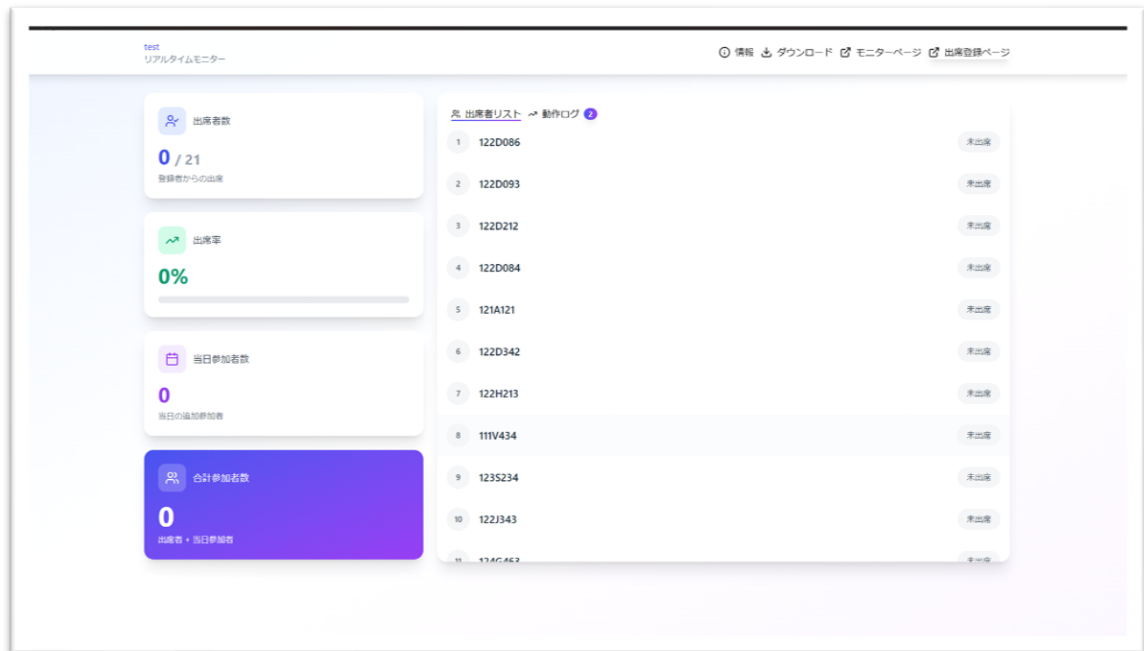 test
リアルタイムモニター
情報 ダウンロード モニターページ 出席登録ページ
出席者数
0 / 21
登録者からの出席
出席率
0%
当日参加者数
0
当日の追加参加者
合計参加者数
0
出席者 + 当日参加者
出席者リスト 動作ログ 2
1 122D086 未出席
2 122D093 未出席
3 122D212 未出席
4 122D084 未出席
5 121A121 未出席
6 122D342 未出席
7 122H213 未出席
8 111V434 未出席
9 123S234 未出席
10 122J343 未出席
11 124G463 未出席